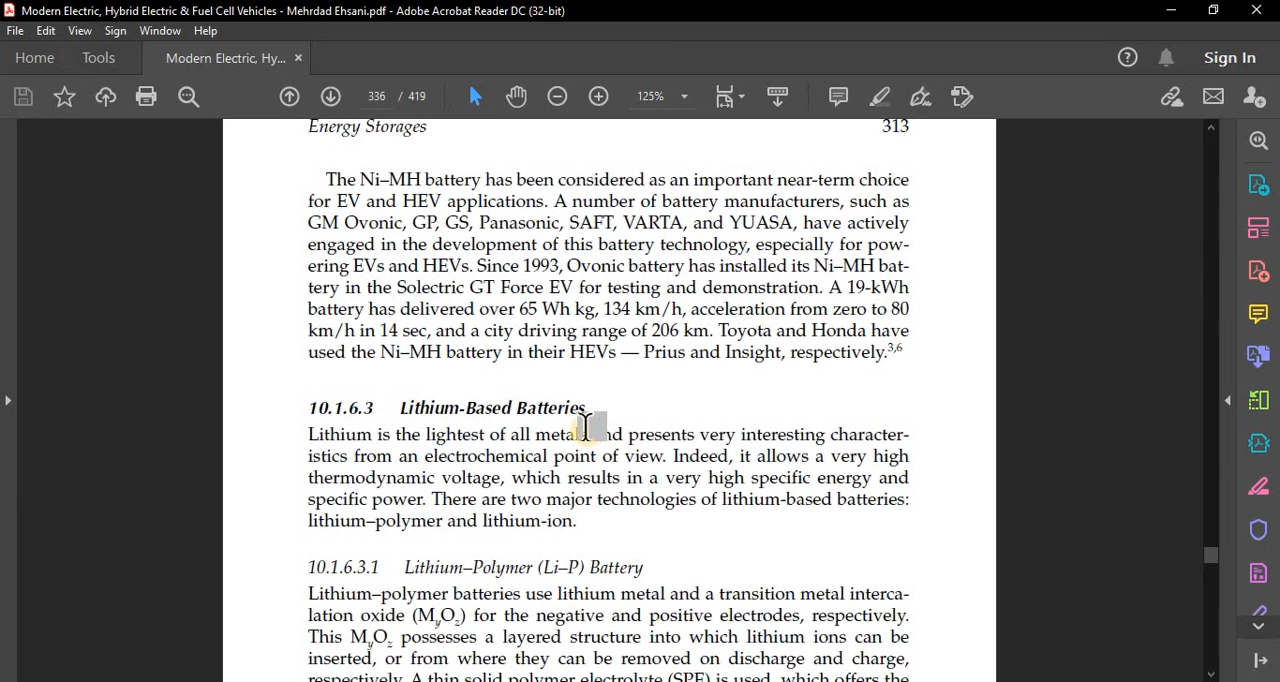 Modern Electric, Hybrid Electric & Fuel Cell Vehicles - Mehrdad Ehsani.pdf - Adobe Acrobat Reader DC (32-bit)
File Edit View Sign Window Help
Home Tools Modern Electric, Hy... × Sign In
336 / 419 125%
Energy Storages 313
The Ni–MH battery has been considered as an important near-term choice
for EV and HEV applications. A number of battery manufacturers, such as
GM Ovonic, GP, GS, Panasonic, SAFT, VARTA, and YUASA, have actively
engaged in the development of this battery technology, especially for pow-
ering EVs and HEVs. Since 1993, Ovonic battery has installed its Ni–MH bat-
tery in the Solectric GT Force EV for testing and demonstration. A 19-kWh
battery has delivered over 65 Wh kg, 134 km/h, acceleration from zero to 80
km/h in 14 sec, and a city driving range of 206 km. Toyota and Honda have
used the Ni–MH battery in their HEVs — Prius and Insight, respectively.3,6
10.1.6.3 Lithium-Based Batteries
Lithium is the lightest of all metals and presents very interesting character-
istics from an electrochemical point of view. Indeed, it allows a very high
thermodynamic voltage, which results in a very high specific energy and
specific power. There are two major technologies of lithium-based batteries:
lithium–polymer and lithium-ion.
10.1.6.3.1 Lithium–Polymer (Li–P) Battery
Lithium–polymer batteries use lithium metal and a transition metal interca-
lation oxide (MyOz) for the negative and positive electrodes, respectively.
This MyOz possesses a layered structure into which lithium ions can be
inserted, or from where they can be removed on discharge and charge,
respectively. A thin solid polymer electrolyte (SPE) is used, which offers the